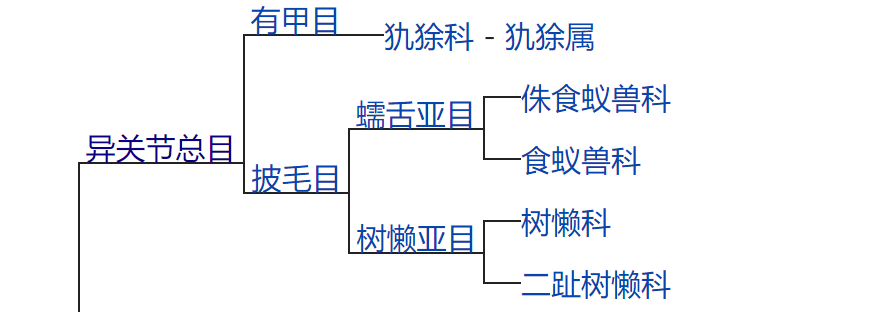 有甲目
犰狳科 - 犰狳属
蠕舌亚目
侏食蚁兽科
异关节总目
食蚁兽科
披毛目
树懒亚目
树懒科
二趾树懒科